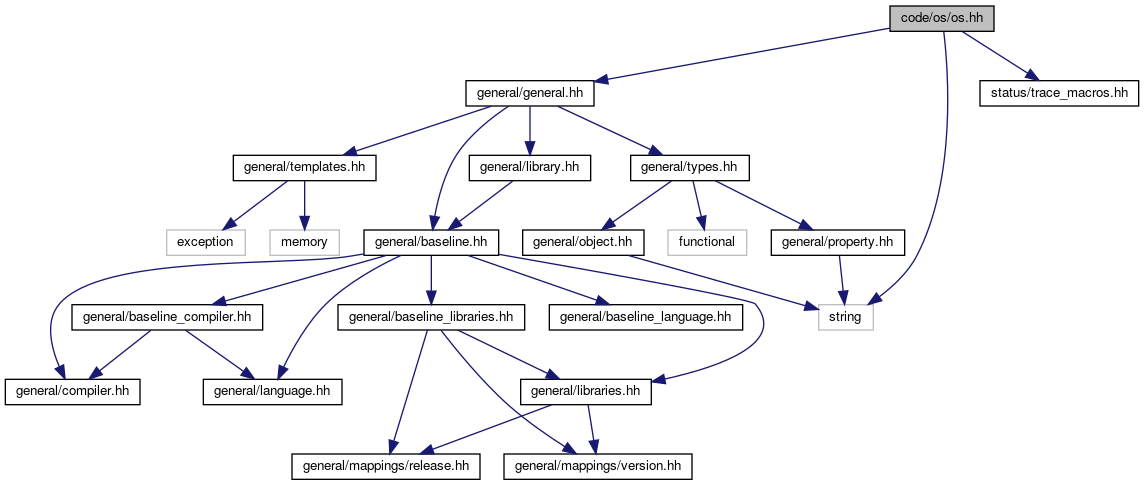 code/os/os.hh
general/general.hh
status/trace_macros.hh
general/templates.hh
general/library.hh
general/types.hh
exception
memory
general/baseline.hh
general/object.hh
functional
general/property.hh
general/baseline_compiler.hh
general/baseline_libraries.hh
general/baseline_language.hh
string
general/compiler.hh
general/language.hh
general/libraries.hh
general/mappings/release.hh
general/mappings/version.hh